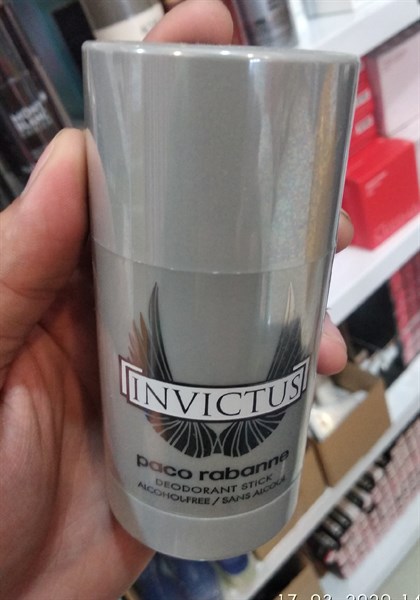 INVICTUS
paco rabanne
DEODORANT STICK
ALCOHOL-FREE / SANS ALCOOL